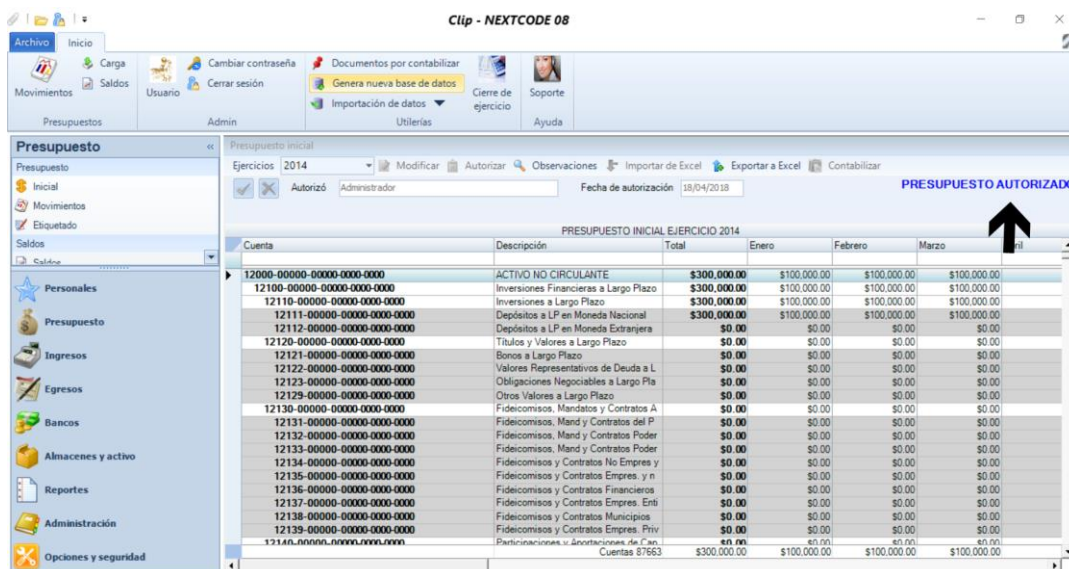 Clip - NEXTCODE 08
Archivo Inicio
Movimientos
Carga
Saldos
Presupuestos
Usuario
Cambiar contraseña
Cerrar sesión
Admin
Documentos por contabilizar
Genera nueva base de datos
Importación de datos
Utilerías
Cierre de ejercicio
Soporte
Ayuda
Presupuesto «
Presupuesto
Inicial
Movimientos
Etiquetado
Saldos
Saldos
Personales
Presupuesto
Ingresos
Egresos
Bancos
Almacenes y activo
Reportes
Administración
Opciones y seguridad
Presupuesto inicial
Ejercicios 2014 Modificar Autorizar Observaciones Importar de Excel Exportar a Excel Contabilizar
Autorizó Administrador Fecha de autorización 18/04/2018 PRESUPUESTO AUTORIZADO
PRESUPUESTO INICIAL EJERCICIO 2014
Cuenta Descripción Total Enero Febrero Marzo
12000-00000-00000-0000-0000 ACTIVO NO CIRCULANTE $300,000.00 $100,000.00 $100,000.00 $100,000.00
12100-00000-00000-0000-0000 Inversiones Financieras a Largo Plazo $300,000.00 $100,000.00 $100,000.00 $100,000.00
12110-00000-00000-0000-0000 Inversiones a Largo Plazo $300,000.00 $100,000.00 $100,000.00 $100,000.00
12111-00000-00000-0000-0000 Depósitos a LP en Moneda Nacional $300,000.00 $100,000.00 $100,000.00 $100,000.00
12112-00000-00000-0000-0000 Depósitos a LP en Moneda Extranjera $0.00 $0.00 $0.00 $0.00
12120-00000-00000-0000-0000 Títulos y Valores a Largo Plazo $0.00 $0.00 $0.00 $0.00
12121-00000-00000-0000-0000 Bonos a Largo Plazo $0.00 $0.00 $0.00 $0.00
12122-00000-00000-0000-0000 Valores Representativos de Deuda a L $0.00 $0.00 $0.00 $0.00
12123-00000-00000-0000-0000 Obligaciones Negociables a Largo Pla $0.00 $0.00 $0.00 $0.00
12129-00000-00000-0000-0000 Otros Valores a Largo Plazo $0.00 $0.00 $0.00 $0.00
12130-00000-00000-0000-0000 Fideicomisos, Mandatos y Contratos A $0.00 $0.00 $0.00 $0.00
12131-00000-00000-0000-0000 Fideicomisos, Mand y Contratos del P $0.00 $0.00 $0.00 $0.00
12132-00000-00000-0000-0000 Fideicomisos, Mand y Contratos Poder $0.00 $0.00 $0.00 $0.00
12133-00000-00000-0000-0000 Fideicomisos, Mand y Contratos Poder $0.00 $0.00 $0.00 $0.00
12134-00000-00000-0000-0000 Fideicomisos y Contratos No Empres y $0.00 $0.00 $0.00 $0.00
12135-00000-00000-0000-0000 Fideicomisos y Contratos Empres. y n $0.00 $0.00 $0.00 $0.00
12136-00000-00000-0000-0000 Fideicomisos y Contratos Financieros $0.00 $0.00 $0.00 $0.00
12137-00000-00000-0000-0000 Fideicomisos y Contratos Empres. Enti $0.00 $0.00 $0.00 $0.00
12138-00000-00000-0000-0000 Fideicomisos y Contratos Municipios $0.00 $0.00 $0.00 $0.00
12139-00000-00000-0000-0000 Fideicomisos y Contratos Empres. Priv $0.00 $0.00 $0.00 $0.00
12140-00000-00000-0000-0000 Participaciones y Aportaciones de Cap $0.00 $0.00 $0.00 $0.00
Cuentas 87663 $300,000.00 $100,000.00 $100,000.00 $100,000.00